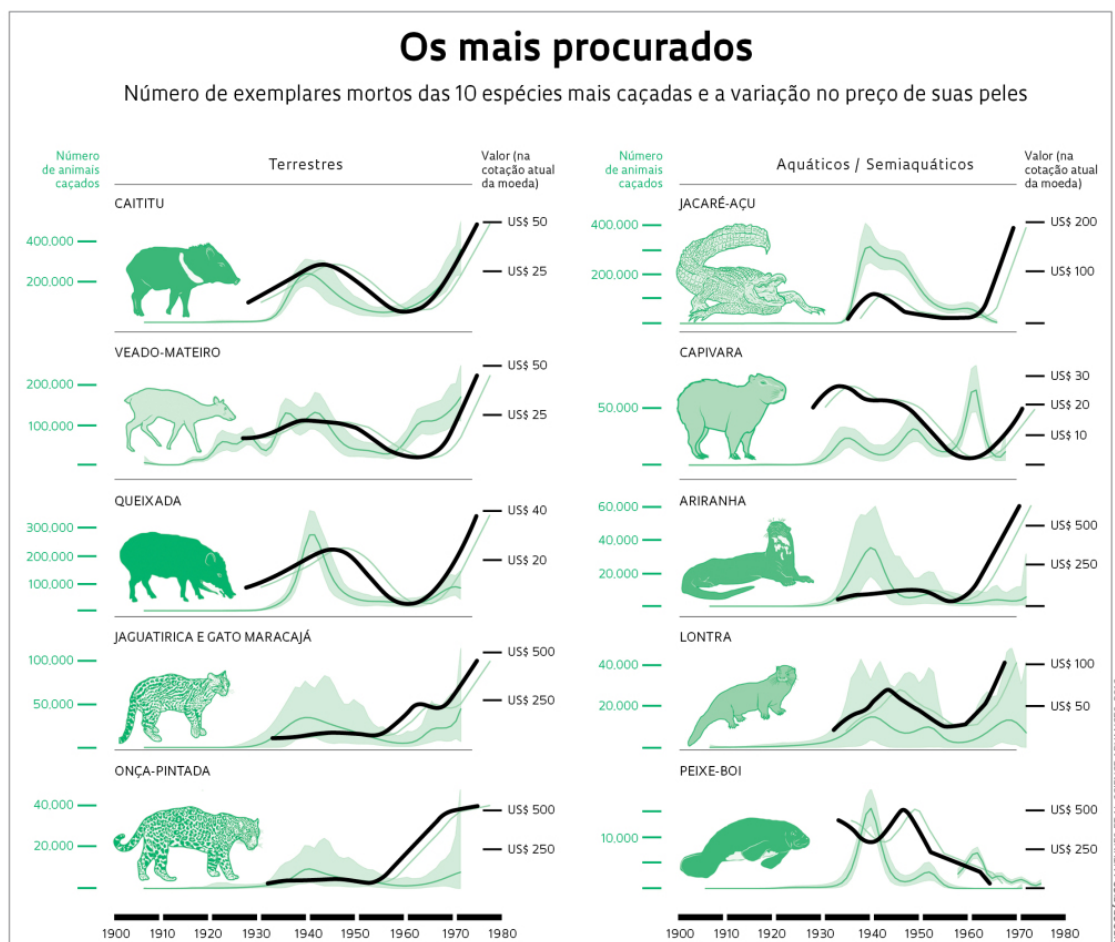 Os mais procurados
Número de exemplares mortos das 10 espécies mais caçadas e a variação no preço de suas peles
Número
de animais
caçados
Terrestres
Valor (na
cotação atual
da moeda)
CAITITU
400.000
200.000
US$ 50
US$ 25
VEADO-MATEIRO
200.000
100.000
US$ 50
US$ 25
QUEIXADA
300.000
200.000
100.000
US$ 40
US$ 20
JAGUATIRICA E GATO MARACAJÁ
100.000
50.000
US$ 500
US$ 250
ONÇA-PINTADA
40.000
20.000
US$ 500
US$ 250
1900 1910 1920 1930 1940 1950 1960 1970 1980
Número
de animais
caçados
Aquáticos / Semiaquáticos
Valor (na
cotação atual
da moeda)
JACARÉ-AÇU
400.000
200.000
US$ 200
US$ 100
CAPIVARA
50.000
US$ 30
US$ 20
US$ 10
ARIRANHA
60.000
40.000
20.000
US$ 500
US$ 250
LONTRA
40.000
20.000
US$ 100
US$ 50
PEIXE-BOI
10.000
US$ 500
US$ 250
1900 1910 1920 1930 1940 1950 1960 1970 1980